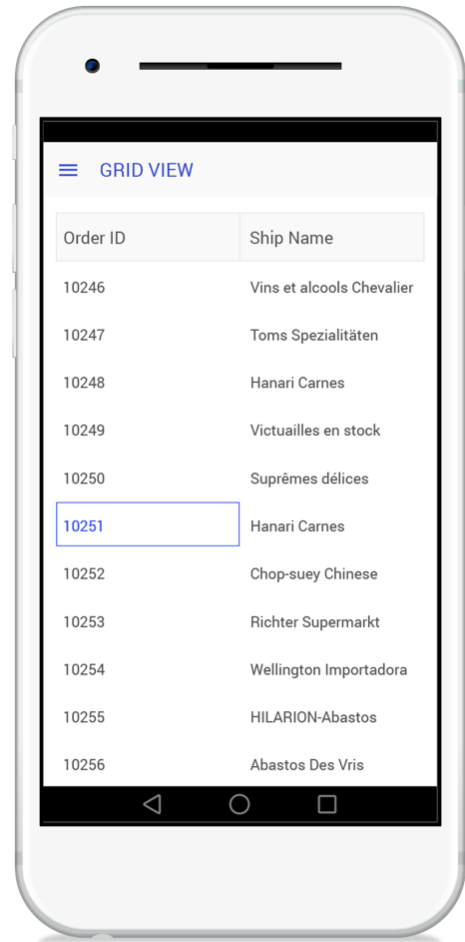 GRID VIEW
Order ID Ship Name
10246 Vins et alcools Chevalier
10247 Toms Spezialitäten
10248 Hanari Carnes
10249 Victuailles en stock
10250 Suprêmes délices
10251 Hanari Carnes
10252 Chop-suey Chinese
10253 Richter Supermarkt
10254 Wellington Importadora
10255 HILARION-Abastos
10256 Abastos Des Vris